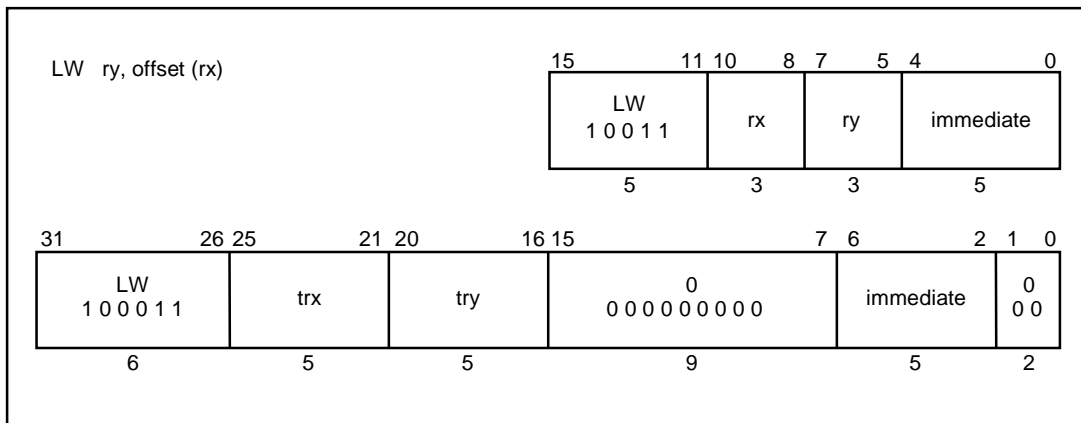 LW ry, offset (rx)
15 11 10 8 7 5 4 0
LW rx ry immediate
1 0 0 1 1
5 3 3 5
31 26 25 21 20 16 15 7 6 2 1 0
LW trx try 0 immediate 0
1 0 0 0 1 1 0 0 0 0 0 0 0 0 0 0 0
6 5 5 9 5 2